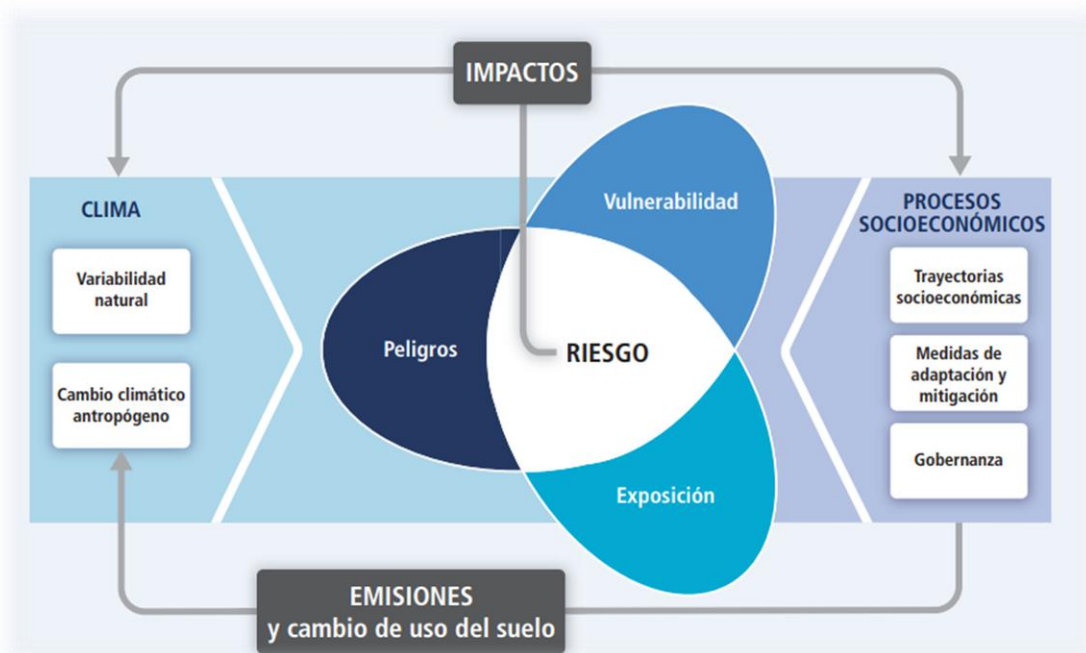 IMPACTOS
CLIMA
Variabilidad
natural
Cambio climático
antropógeno
Peligros
Vulnerabilidad
RIESGO
Exposición
PROCESOS
SOCIOECONÓMICOS
Trayectorias
socioeconómicas
Medidas de
adaptación y
mitigación
Gobernanza
EMISIONES
y cambio de uso del suelo